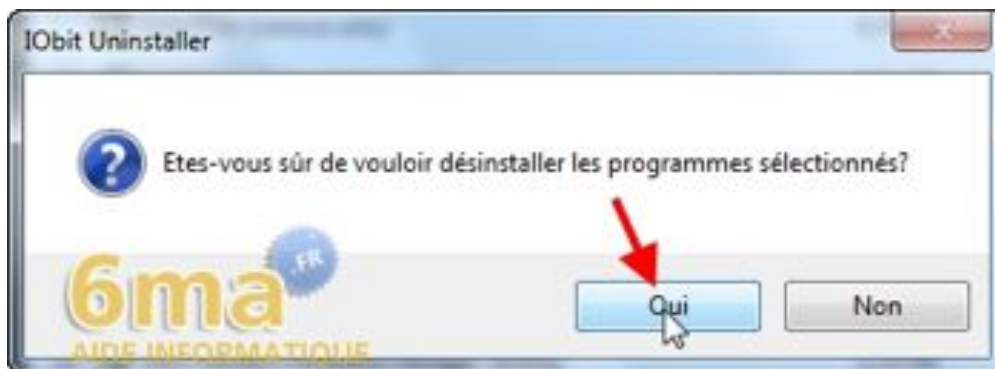 IObit Uninstaller
Etes-vous sûr de vouloir désinstaller les programmes sélectionnés?
6ma .FR
AIDE INFORMATIQUE
Oui
Non